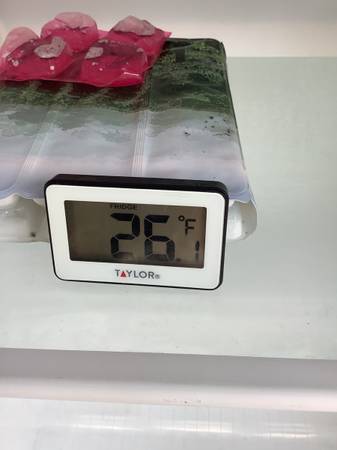 FRIDGE
26.1 °F
TAYLOR®